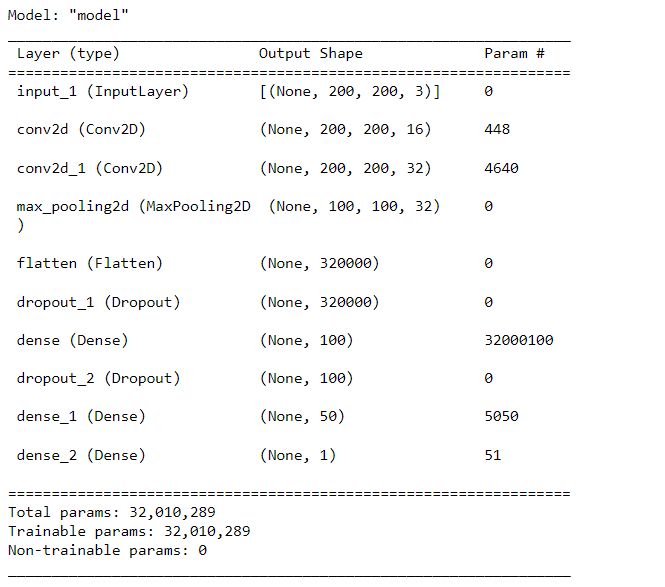 Model: "model"
_________________________________________________________________
Layer (type) Output Shape Param #
=================================================================
input_1 (InputLayer) [(None, 200, 200, 3)] 0
conv2d (Conv2D) (None, 200, 200, 16) 448
conv2d_1 (Conv2D) (None, 200, 200, 32) 4640
max_pooling2d (MaxPooling2D (None, 100, 100, 32) 0
)
flatten (Flatten) (None, 320000) 0
dropout_1 (Dropout) (None, 320000) 0
dense (Dense) (None, 100) 32000100
dropout_2 (Dropout) (None, 100) 0
dense_1 (Dense) (None, 50) 5050
dense_2 (Dense) (None, 1) 51
=================================================================
Total params: 32,010,289
Trainable params: 32,010,289
Non-trainable params: 0
_________________________________________________________________